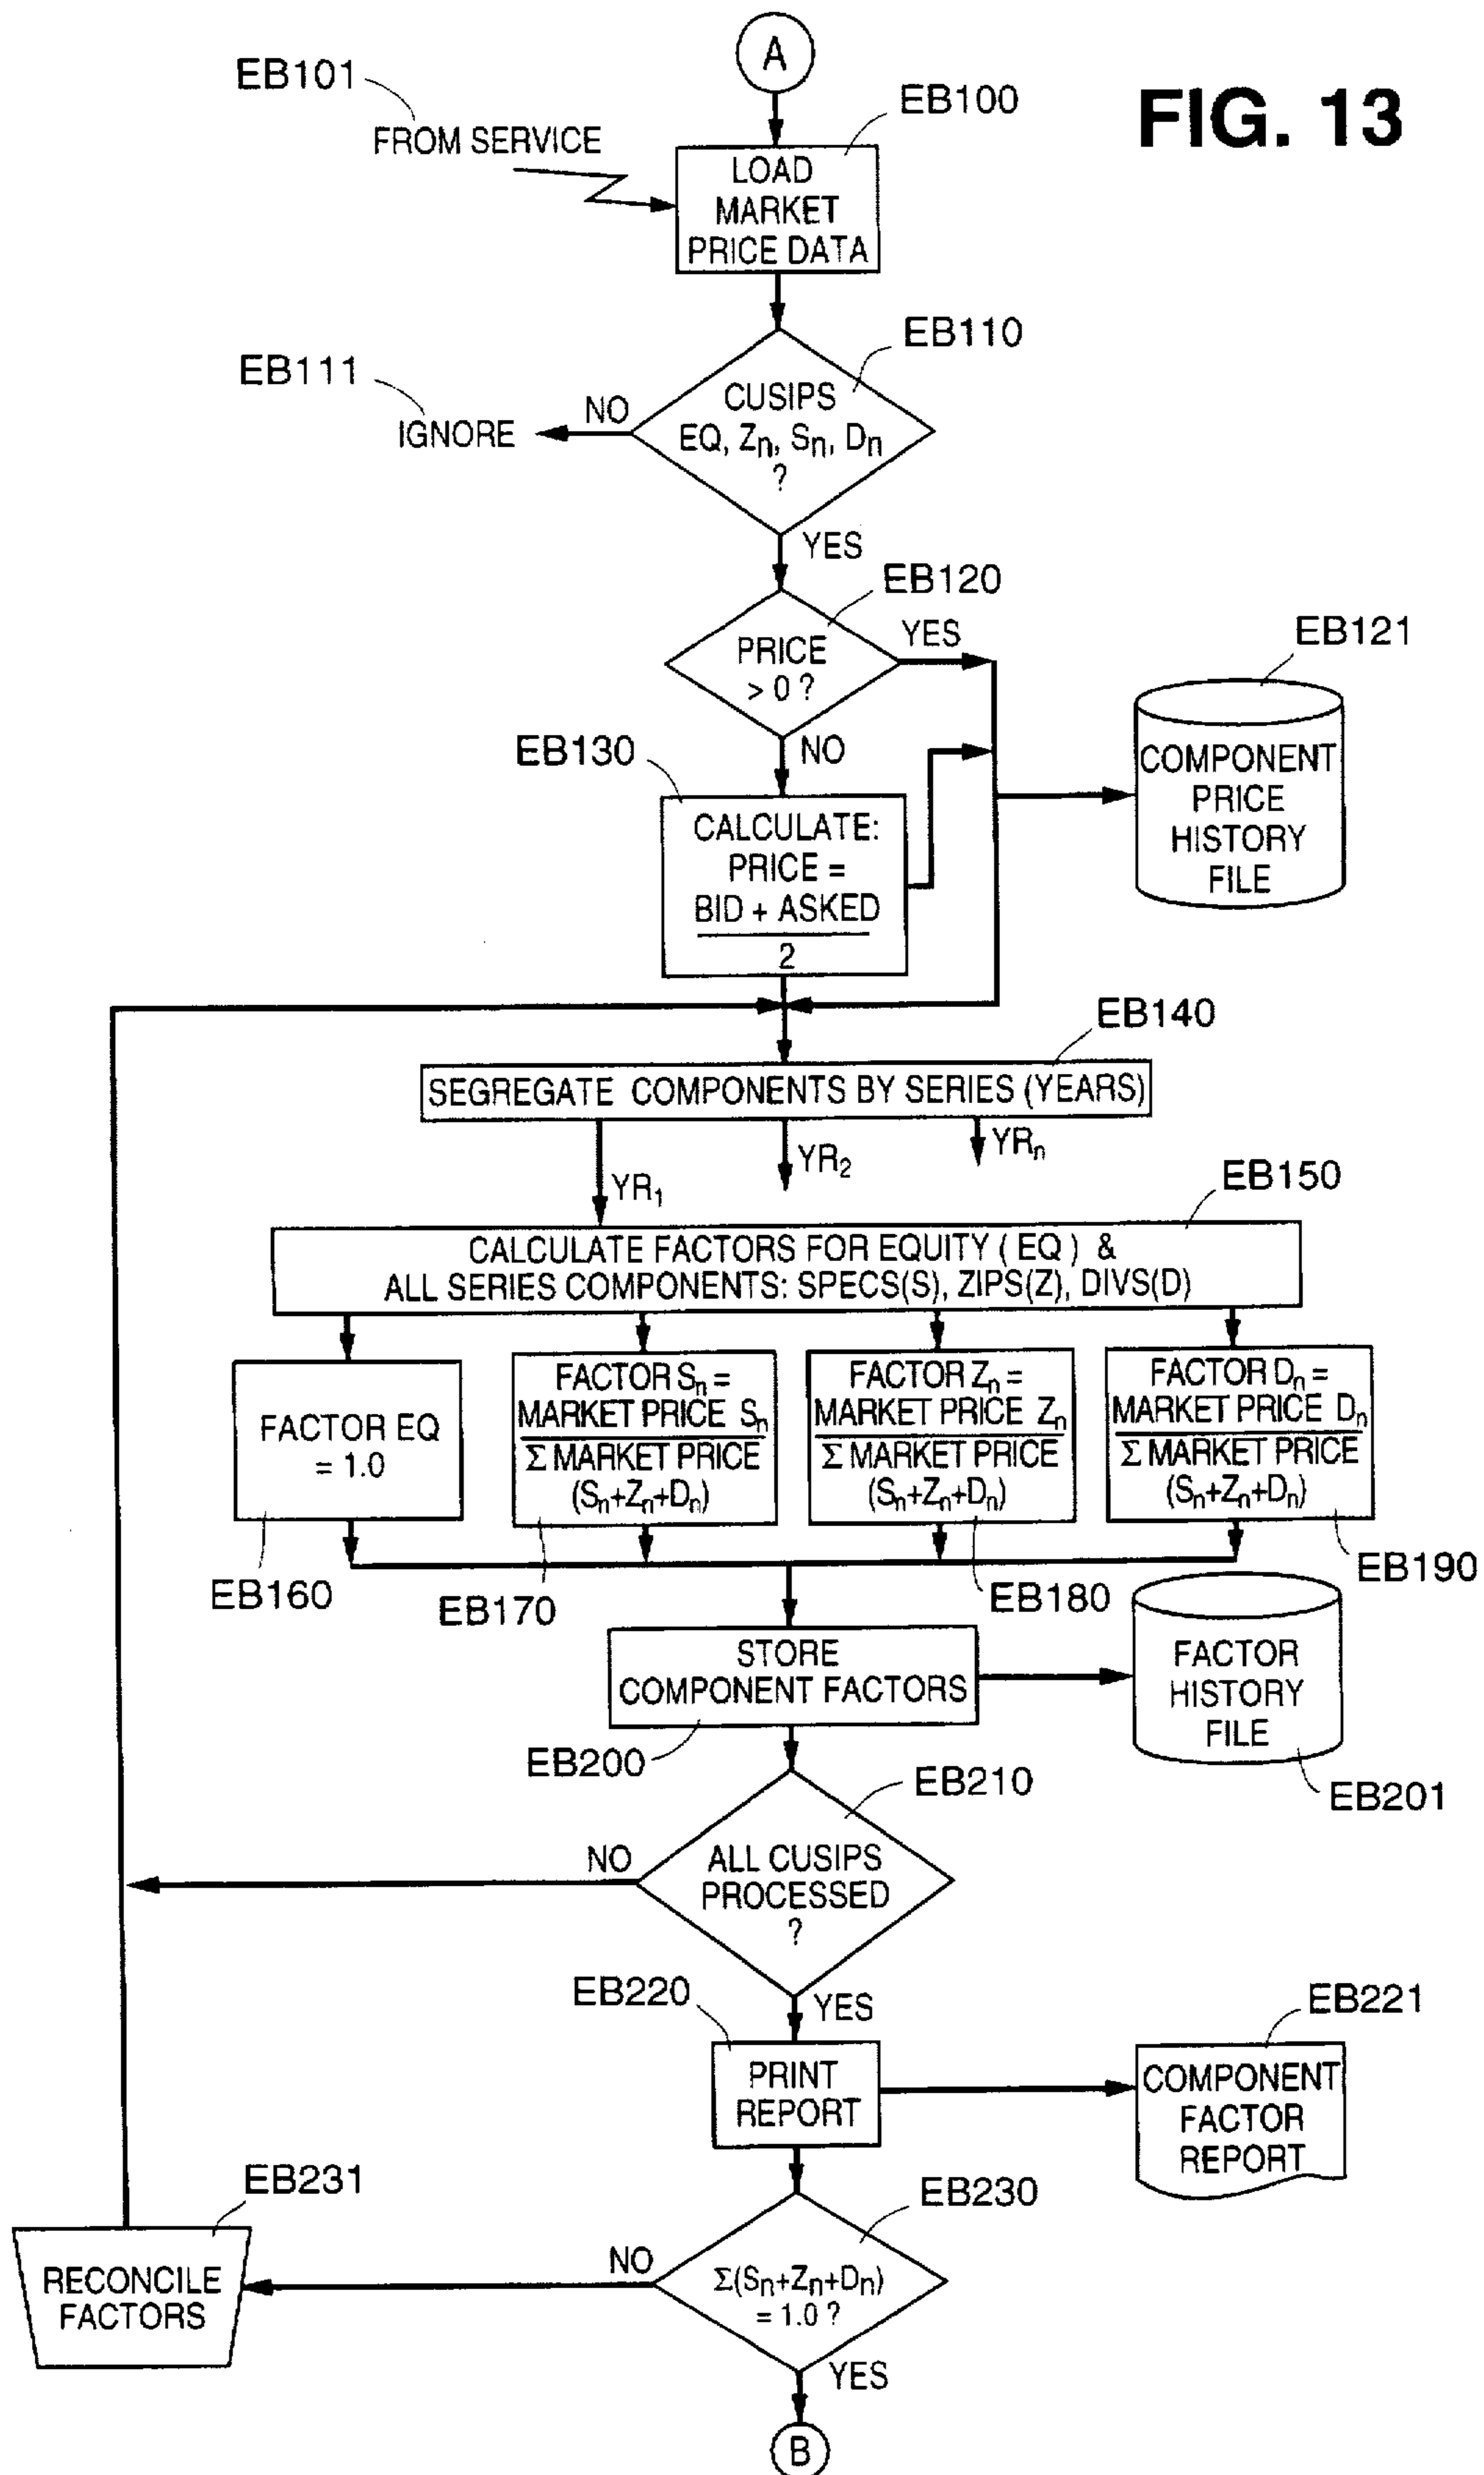 A
EB101
FROM SERVICE
EB100
FIG. 13
LOAD
MARKET
PRICE DATA
EB110
EB111
IGNORE
NO
CUSIPS
EQ, Zn, Sn, Dn
?
YES
EB120
PRICE
> 0 ?
YES
EB121
COMPONENT
PRICE
HISTORY
FILE
NO
EB130
CALCULATE:
PRICE =
BID + ASKED
2
EB140
SEGREGATE COMPONENTS BY SERIES (YEARS)
YR1
YR2
YRn
EB150
CALCULATE FACTORS FOR EQUITY ( EQ ) &
ALL SERIES COMPONENTS: SPECS(S), ZIPS(Z), DIVS(D)
FACTOR EQ
= 1.0
FACTOR Sn =
MARKET PRICE Sn
Σ MARKET PRICE
(Sn+Zn+Dn)
FACTOR Zn =
MARKET PRICE Zn
Σ MARKET PRICE
(Sn+Zn+Dn)
FACTOR Dn =
MARKET PRICE Dn
Σ MARKET PRICE
(Sn+Zn+Dn)
EB160
EB170
EB180
EB190
STORE
COMPONENT FACTORS
FACTOR
HISTORY
FILE
EB200
EB201
EB210
NO
ALL CUSIPS
PROCESSED
?
YES
EB220
PRINT
REPORT
EB221
COMPONENT
FACTOR
REPORT
EB231
RECONCILE
FACTORS
EB230
NO
Σ(Sn+Zn+Dn)
= 1.0 ?
YES
B